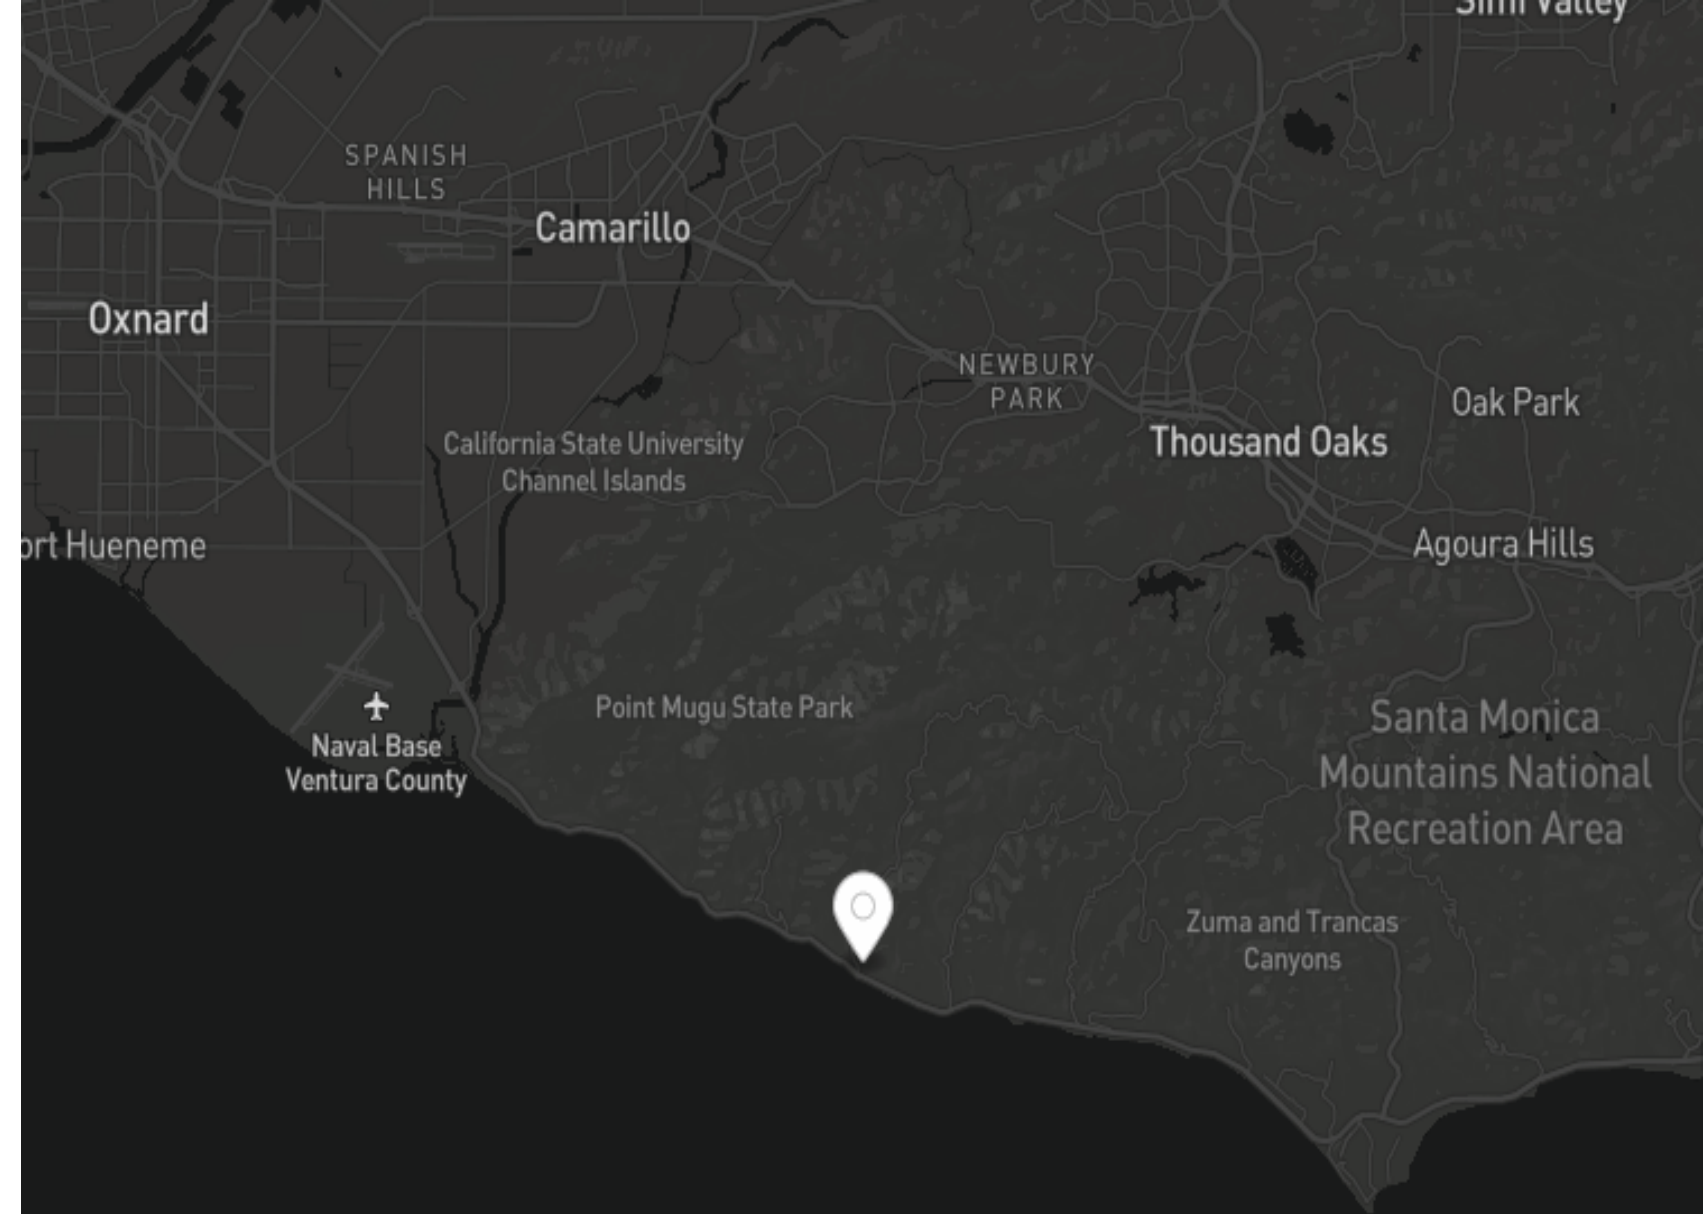 Simi Valley
SPANISH
HILLS
Camarillo
Oxnard
NEWBURY
PARK
Oak Park
Thousand Oaks
California State University
Channel Islands
ort Hueneme
Agoura Hills
Point Mugu State Park
Naval Base
Ventura County
Santa Monica
Mountains National
Recreation Area
Zuma and Trancas
Canyons